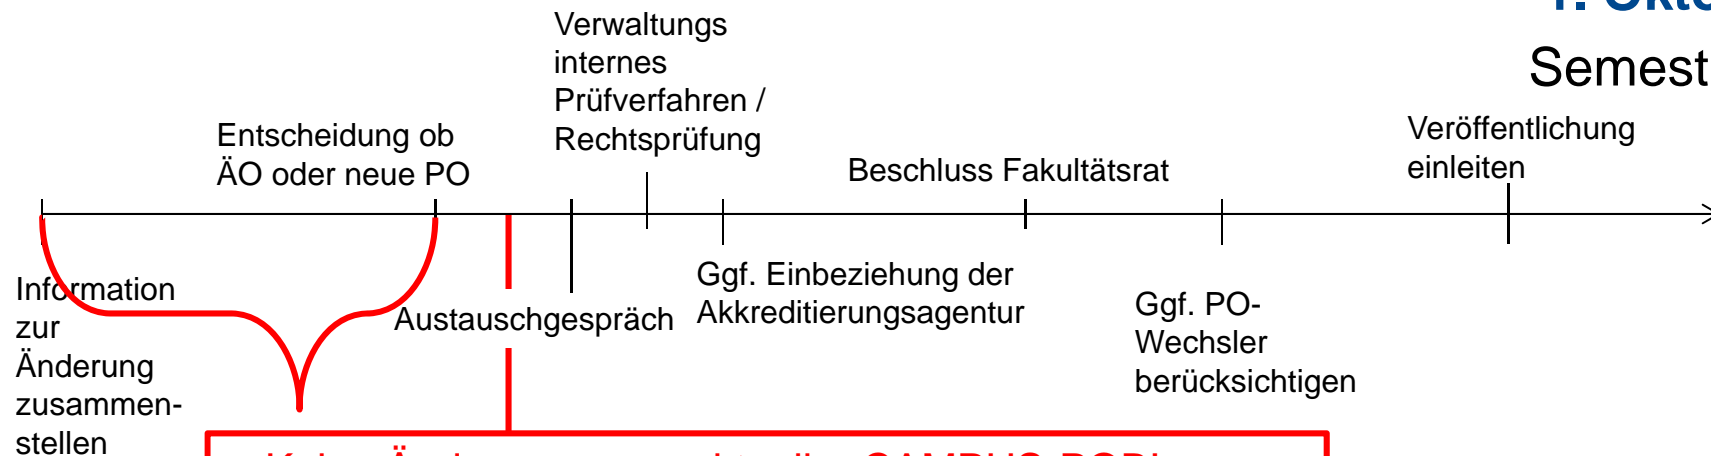 Verwaltungs
internes
Prüfverfahren /
Rechtsprüfung
Semest
Entscheidung ob
ÄO oder neue PO
Beschluss Fakultätsrat
Veröffentlichung
einleiten
Information
zur
Änderung
zusammen-
stellen
Austauschgespräch
Ggf. Einbeziehung der
Akkreditierungsagentur
Ggf. PO-
Wechsler
berücksichtigen